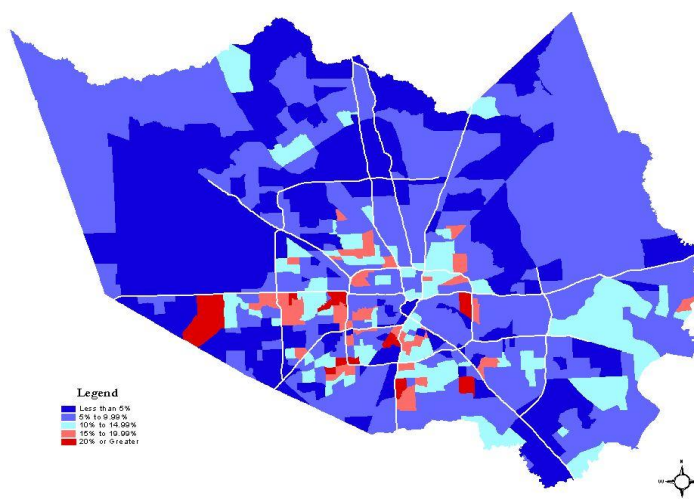 Legend
Less than 5%
5% to 9.99%
10% to 14.99%
15% to 19.99%
20% or Greater